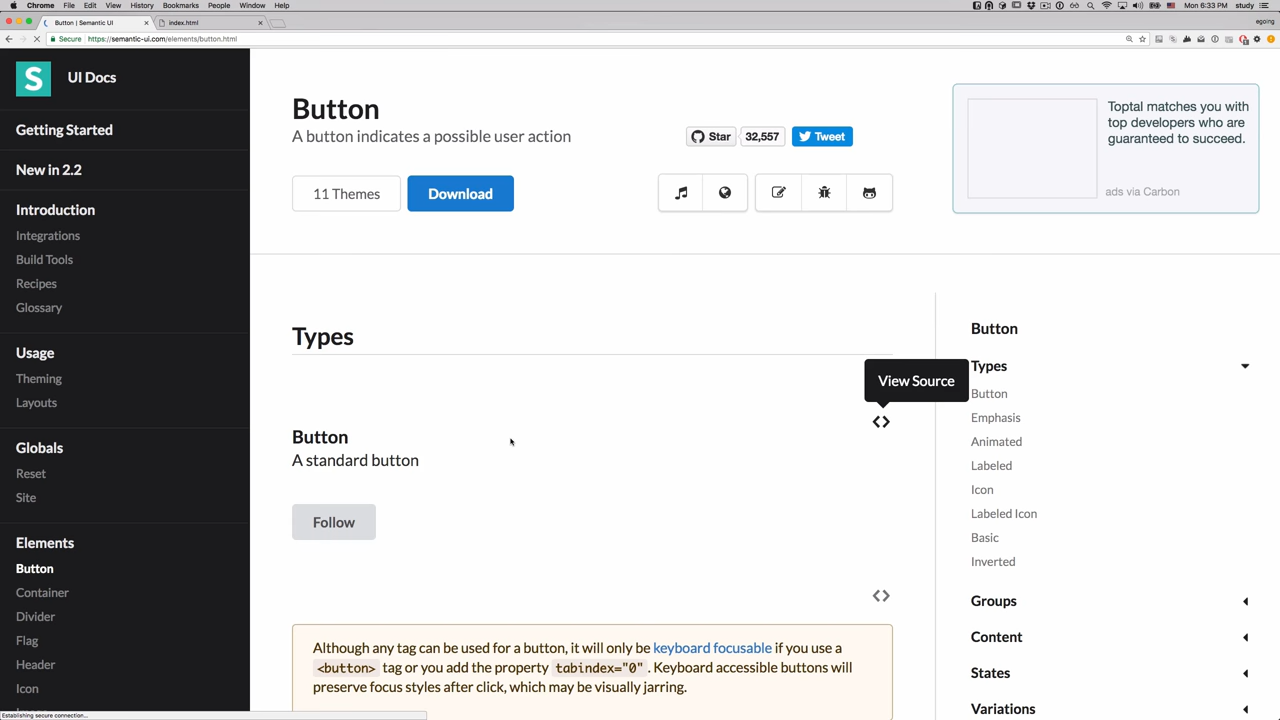 Chrome File Edit View History Bookmarks People Window Help
Mon 6:33 PM study
Button | Semantic UI
index.html
egoing
Secure https://semantic-ui.com/elements/button.html
S UI Docs
Getting Started
New in 2.2
Introduction
Integrations
Build Tools
Recipes
Glossary
Usage
Theming
Layouts
Globals
Reset
Site
Elements
Button
Container
Divider
Flag
Header
Icon
Establishing secure connection...
Button
A button indicates a possible user action
Star 32,557 Tweet
11 Themes Download
Toptal matches you with
top developers who are
guaranteed to succeed.
ads via Carbon
Types
View Source
Button
A standard button
Follow
Although any tag can be used for a button, it will only be keyboard focusable if you use a
<button> tag or you add the property tabindex="0". Keyboard accessible buttons will
preserve focus styles after click, which may be visually jarring.
Button
Types
Button
Emphasis
Animated
Labeled
Icon
Labeled Icon
Basic
Inverted
Groups
Content
States
Variations